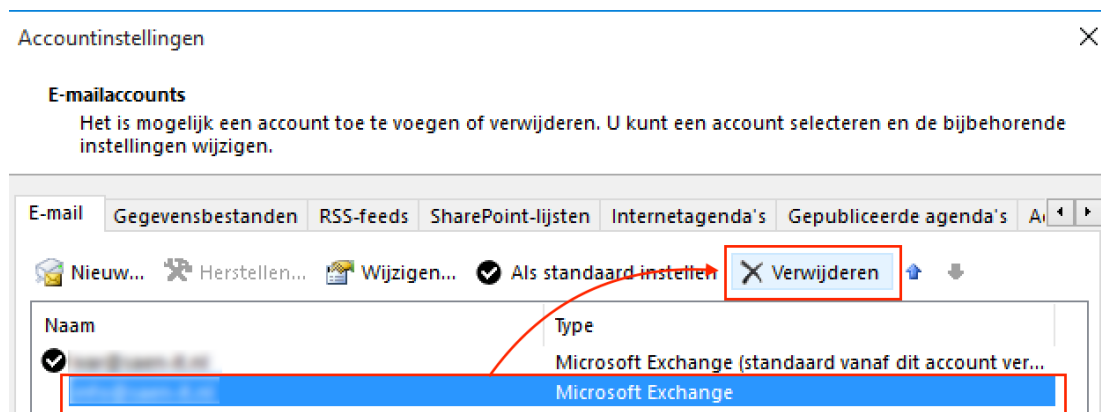 Accountinstellingen
E-mailaccounts
Het is mogelijk een account toe te voegen of verwijderen. U kunt een account selecteren en de bijbehorende
instellingen wijzigen.
E-mail Gegevensbestanden RSS-feeds SharePoint-lijsten Internetagenda's Gepubliceerde agenda's
Nieuw... Herstellen... Wijzigen... Als standaard instellen Verwijderen
Naam Type
Microsoft Exchange (standaard vanaf dit account ver...
Microsoft Exchange